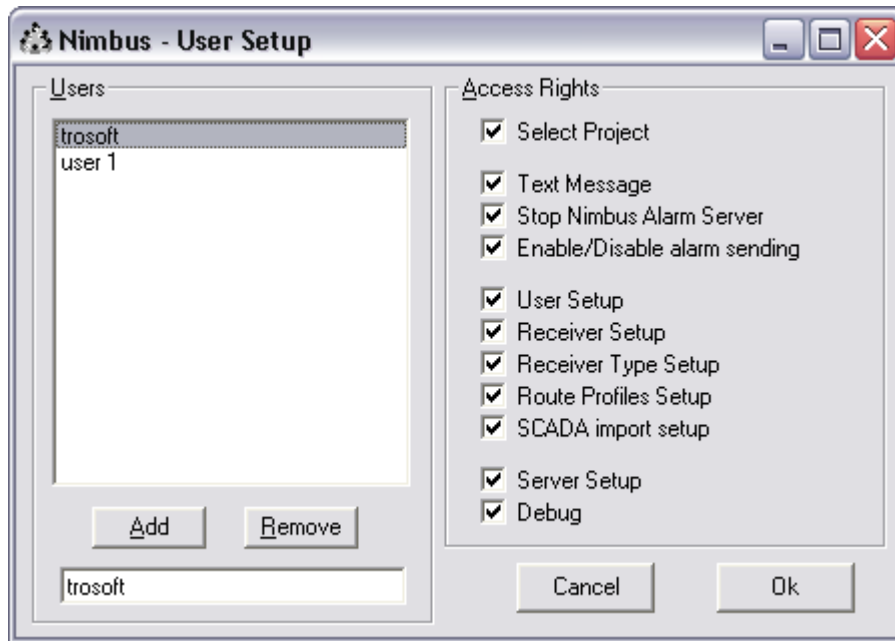 Nimbus - User Setup
Users
trosoft
user 1
Add
Remove
trosoft
Access Rights
Select Project
Text Message
Stop Nimbus Alarm Server
Enable/Disable alarm sending
User Setup
Receiver Setup
Receiver Type Setup
Route Profiles Setup
SCADA import setup
Server Setup
Debug
Cancel
Ok